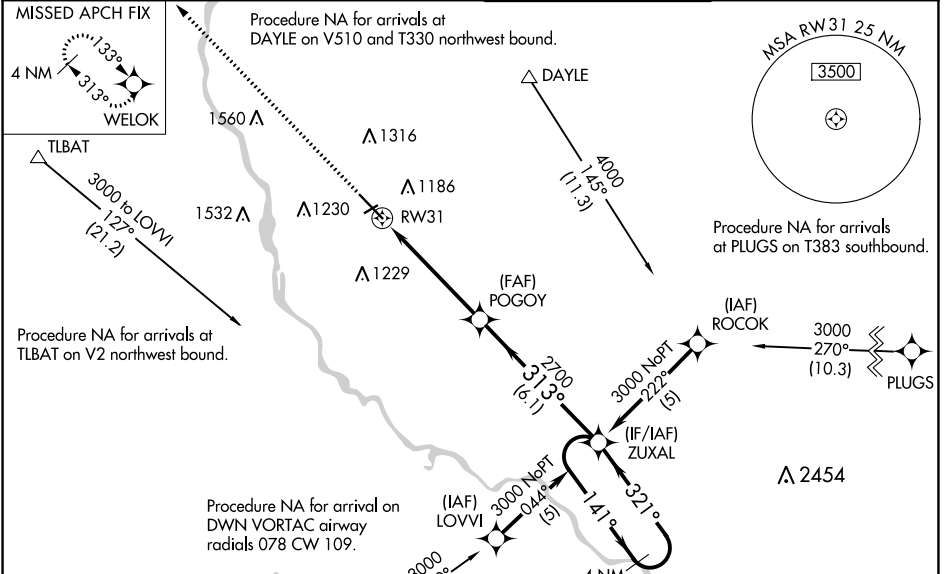 MISSED APCH FIX
133°
4 NM
313°
WELOK
Procedure NA for arrivals at
DAYLE on V510 and T330 northwest bound.
MSA RW31 25 NM
3500
DAYLE
4000
145°
(11.3)
1560
1316
TLBAT
3000 to LOVVI
127°
(21.2)
1186
1532
1230
RW31
Procedure NA for arrivals
at PLUGS on T383 southbound.
1229
(FAF)
POGOY
(IAF)
ROCOK
Procedure NA for arrivals at
TLBAT on V2 northwest bound.
3000
270°
(10.3)
PLUGS
2700
313°
(6.1)
3000 NoPT
222°
(5)
(IF/IAF)
ZUXAL
2454
3000 NoPT
044°
(5)
141°
321°
Procedure NA for arrival on
DWN VORTAC airway
radials 078 CW 109.
(IAF)
LOVVI
3000
4 NM